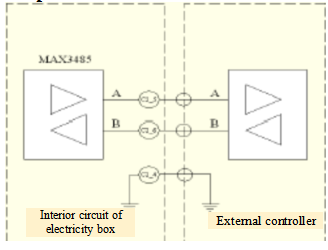 MAX3485
A
A
B
B
Interior circuit of
electricity box
External controller